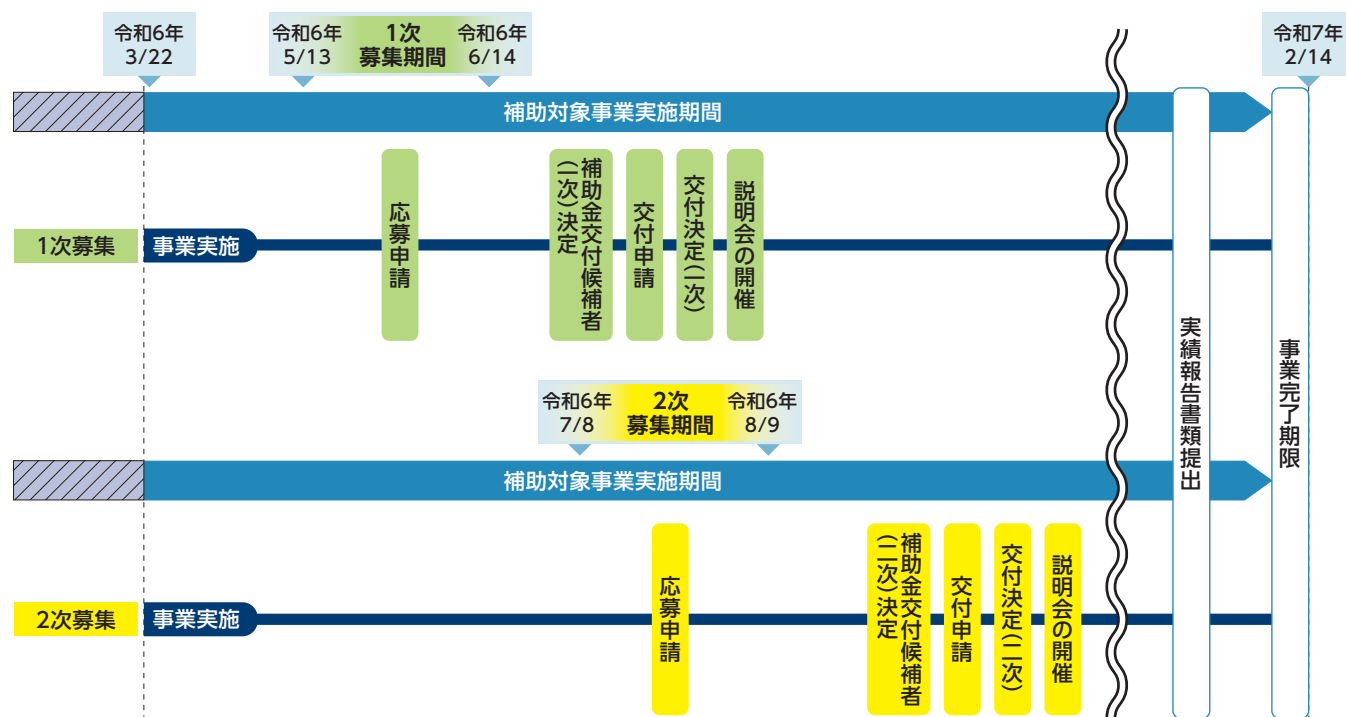 令和6年
3/22
令和6年
5/13
1次
募集期間
令和6年
6/14
令和7年
2/14
補助対象事業実施期間
1次募集
事業実施
応募申請
補助金交付候補者
(一次)決定
交付申請
交付決定(一次)
説明会の開催
実績報告書類提出
事業完了期限
令和6年
7/8
2次
募集期間
令和6年
8/9
補助対象事業実施期間
2次募集
事業実施
応募申請
補助金交付候補者
(二次)決定
交付申請
交付決定(二次)
説明会の開催